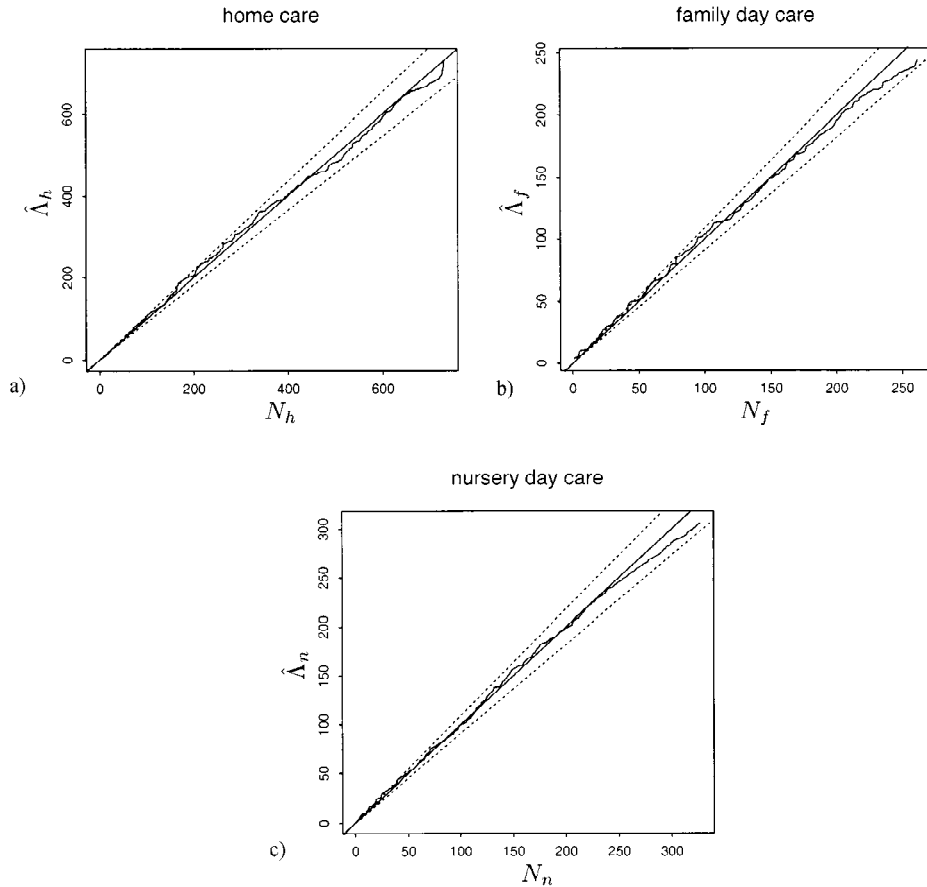 home care
family day care
Λ̂_h
0 200 400 600
0 200 400 600
N_h
a)
Λ̂_f
0 50 100 150 200 250
0 50 100 150 200 250
N_f
b)
nursery day care
Λ̂_n
0 50 100 150 200 250 300
0 50 100 150 200 250 300
N_n
c)